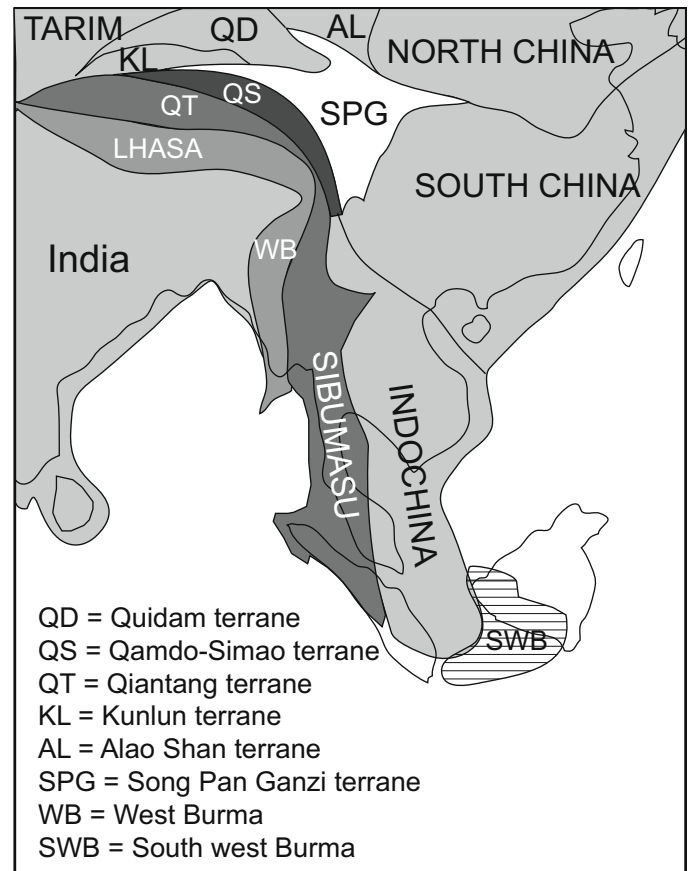 TARIM
QD
AL
KL
NORTH CHINA
QS
QT
SPG
LHASA
SOUTH CHINA
India
WB
SIBUMASU
INDOCHINA
SWB
QD = Quidam terrane
QS = Qamdo-Simao terrane
QT = Qiantang terrane
KL = Kunlun terrane
AL = Alao Shan terrane
SPG = Song Pan Ganzi terrane
WB = West Burma
SWB = South west Burma